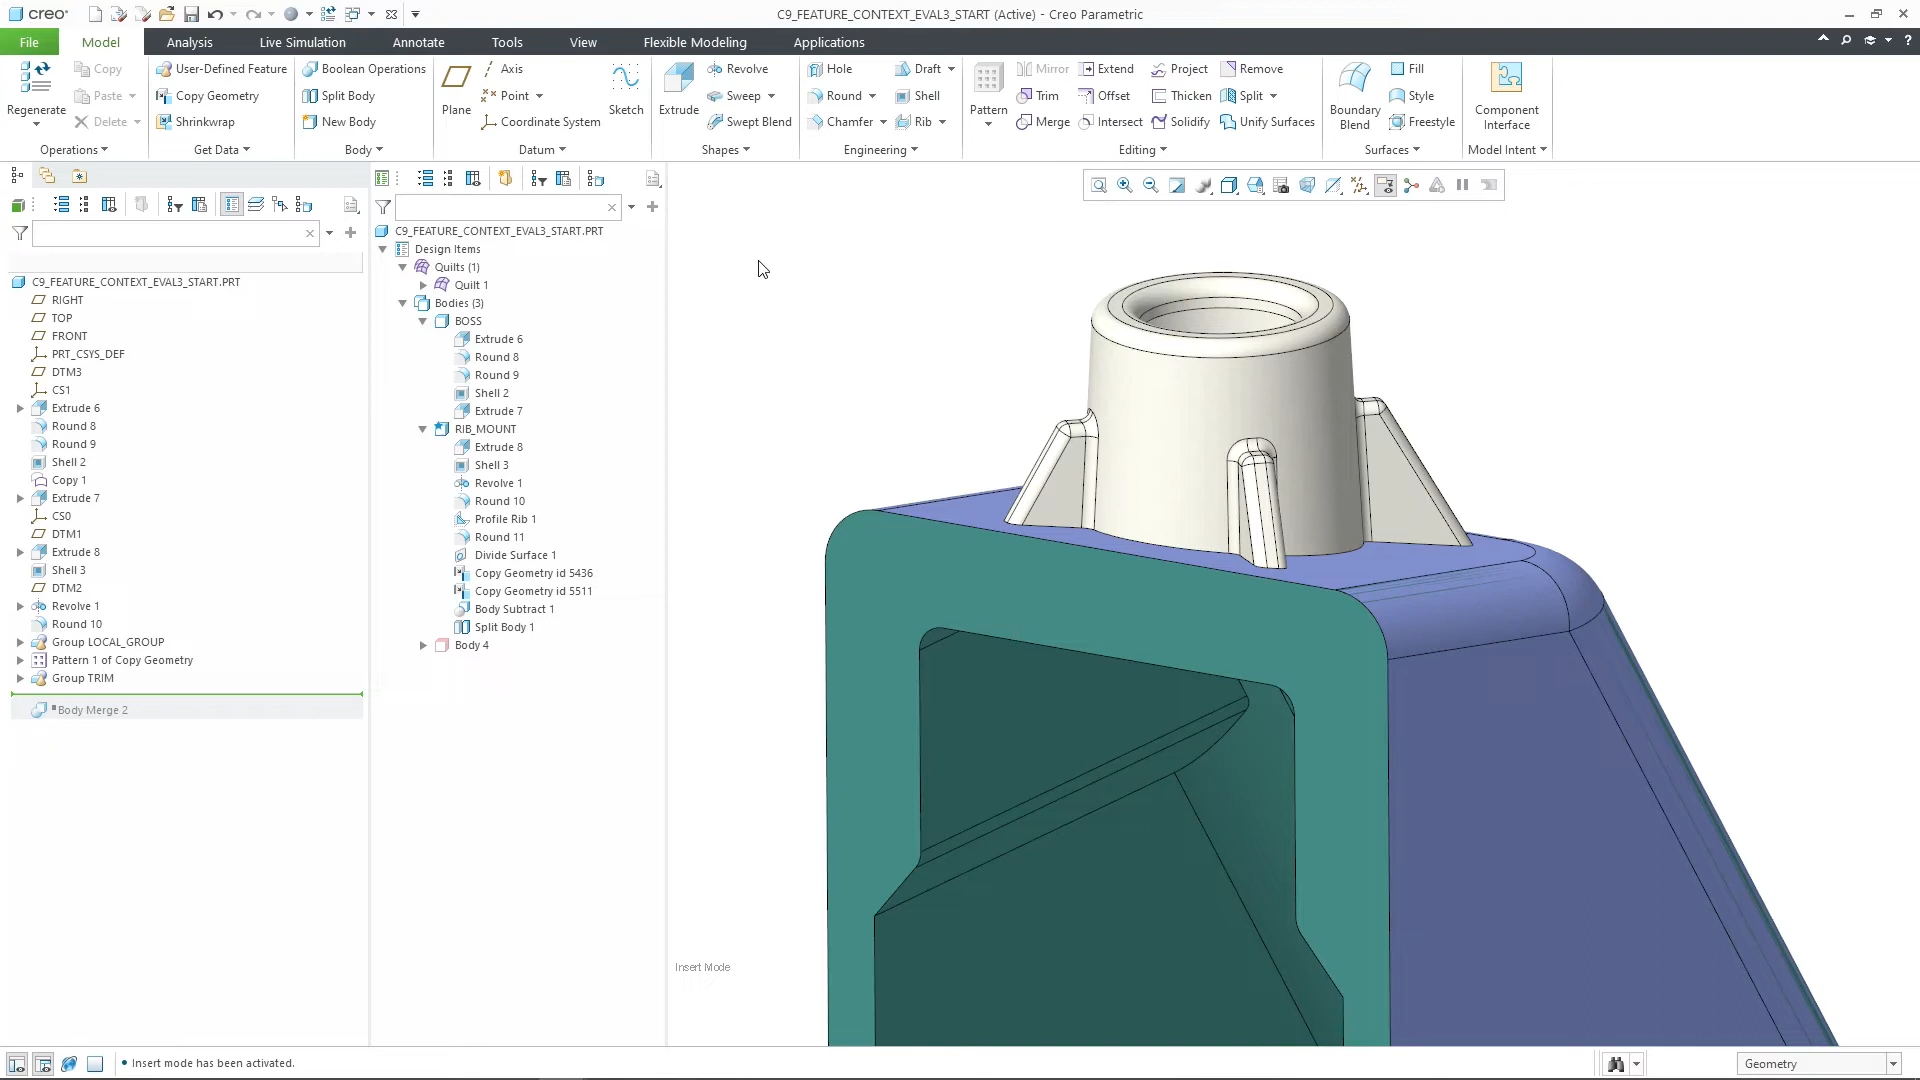 creo
C9_FEATURE_CONTEXT_EVAL3_START (Active) - Creo Parametric
File Model Analysis Live Simulation Annotate Tools View Flexible Modeling Applications
Copy User-Defined Feature Boolean Operations Axis Revolve Hole Draft Mirror Extend Project Remove Fill
Regenerate Paste Copy Geometry Split Body Plane Point Sketch Extrude Sweep Round Shell Pattern Trim Offset Thicken Split Boundary Blend Style Component Interface
Delete Shrinkwrap New Body Coordinate System Swept Blend Chamfer Rib Merge Intersect Solidify Unify Surfaces Freestyle
Operations Get Data Body Datum Shapes Engineering Editing Surfaces Model Intent
C9_FEATURE_CONTEXT_EVAL3_START.PRT
RIGHT
TOP
FRONT
PRT_CSYS_DEF
DTM3
CS1
Extrude 6
Round 8
Round 9
Shell 2
Copy 1
Extrude 7
CS0
DTM1
Extrude 8
Shell 3
DTM2
Revolve 1
Round 10
Group LOCAL_GROUP
Pattern 1 of Copy Geometry
Group TRIM
Body Merge 2
C9_FEATURE_CONTEXT_EVAL3_START.PRT
Design Items
Quilts (1)
Quilt 1
Bodies (3)
BOSS
Extrude 6
Round 8
Round 9
Shell 2
Extrude 7
RIB_MOUNT
Extrude 8
Shell 3
Revolve 1
Round 10
Profile Rib 1
Round 11
Divide Surface 1
Copy Geometry id 5436
Copy Geometry id 5511
Body Subtract 1
Split Body 1
Body 4
Insert Mode
• Insert mode has been activated.
Geometry